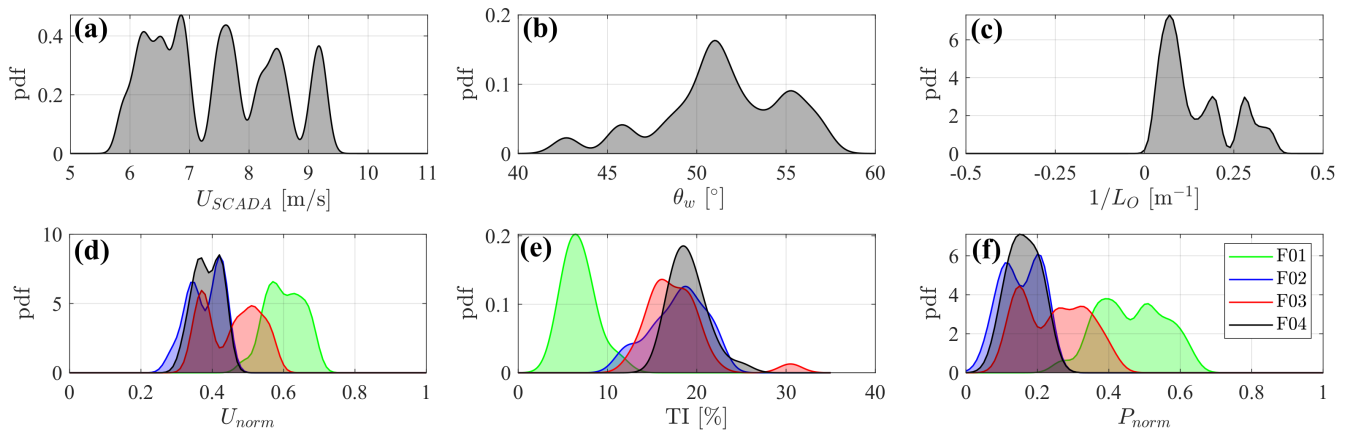 (a) (b) (c)
0.4 0.2 6
pdf pdf pdf
0.2 0.1 4
2
0 0 0
5 6 7 8 9 10 11 40 45 50 55 60 -0.5 -0.25 0 0.25 0.5
U_SCADA [m/s] θ_w [°] 1/L_O [m⁻¹]
(d) (e) (f)
10 0.2 6
pdf pdf pdf
5 0.1 4
2
0 0 0
0 0.2 0.4 0.6 0.8 1 0 10 20 30 40 0 0.2 0.4 0.6 0.8 1
U_norm TI [%] P_norm
F01
F02
F03
F04